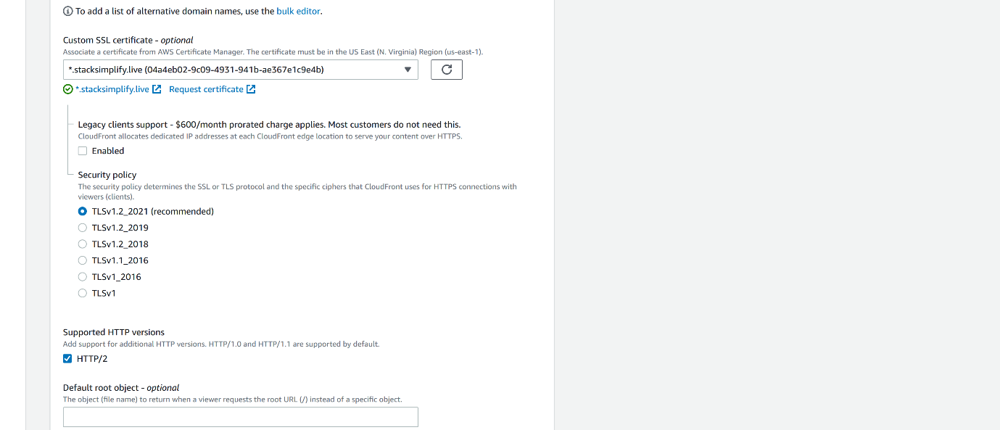 To add a list of alternative domain names, use the bulk editor.
Custom SSL certificate - optional
Associate a certificate from AWS Certificate Manager. The certificate must be in the US East (N. Virginia) Region (us-east-1).
*.stacksimplify.live (04a4eb02-9c09-4931-941b-ae367e1c9e4b)
*.stacksimplify.live Request certificate
Legacy clients support - $600/month prorated charge applies. Most customers do not need this.
CloudFront allocates dedicated IP addresses at each CloudFront edge location to serve your content over HTTPS.
Enabled
Security policy
The security policy determines the SSL or TLS protocol and the specific ciphers that CloudFront uses for HTTPS connections with
viewers (clients).
TLSv1.2_2021 (recommended)
TLSv1.2_2019
TLSv1.2_2018
TLSv1.1_2016
TLSv1_2016
TLSv1
Supported HTTP versions
Add support for additional HTTP versions. HTTP/1.0 and HTTP/1.1 are supported by default.
HTTP/2
Default root object - optional
The object (file name) to return when a viewer requests the root URL (/) instead of a specific object.